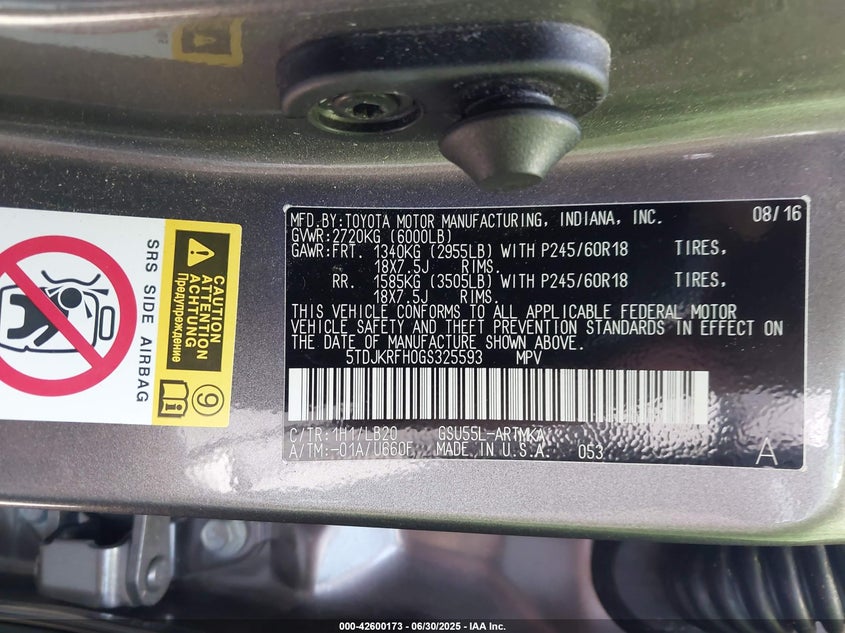 MFD. BY: TOYOTA MOTOR MANUFACTURING, INDIANA, INC. 08/16
GVWR: 2720KG (6000LB)
GAWR: FRT. 1340KG (2955LB) WITH P245/60R18 TIRES,
18X7.5J RIMS.
RR. 1585KG (3505LB) WITH P245/60R18 TIRES,
18X7.5J RIMS.
THIS VEHICLE CONFORMS TO ALL APPLICABLE FEDERAL MOTOR
VEHICLE SAFETY AND THEFT PREVENTION STANDARDS IN EFFECT ON
THE DATE OF MANUFACTURE SHOWN ABOVE.
5TDJKRFH0GS325593 MPV
C/TR: 1H1/LB20 GSU55L-ARTMKA
A/TM: -01A/U660F MADE IN U.S.A. 053 A
SRS SIDE AIRBAG
CAUTION
ATTENTION
ACHTUNG
Предупреждение
9
000-42600173 - 06/30/2025 - IAA Inc.